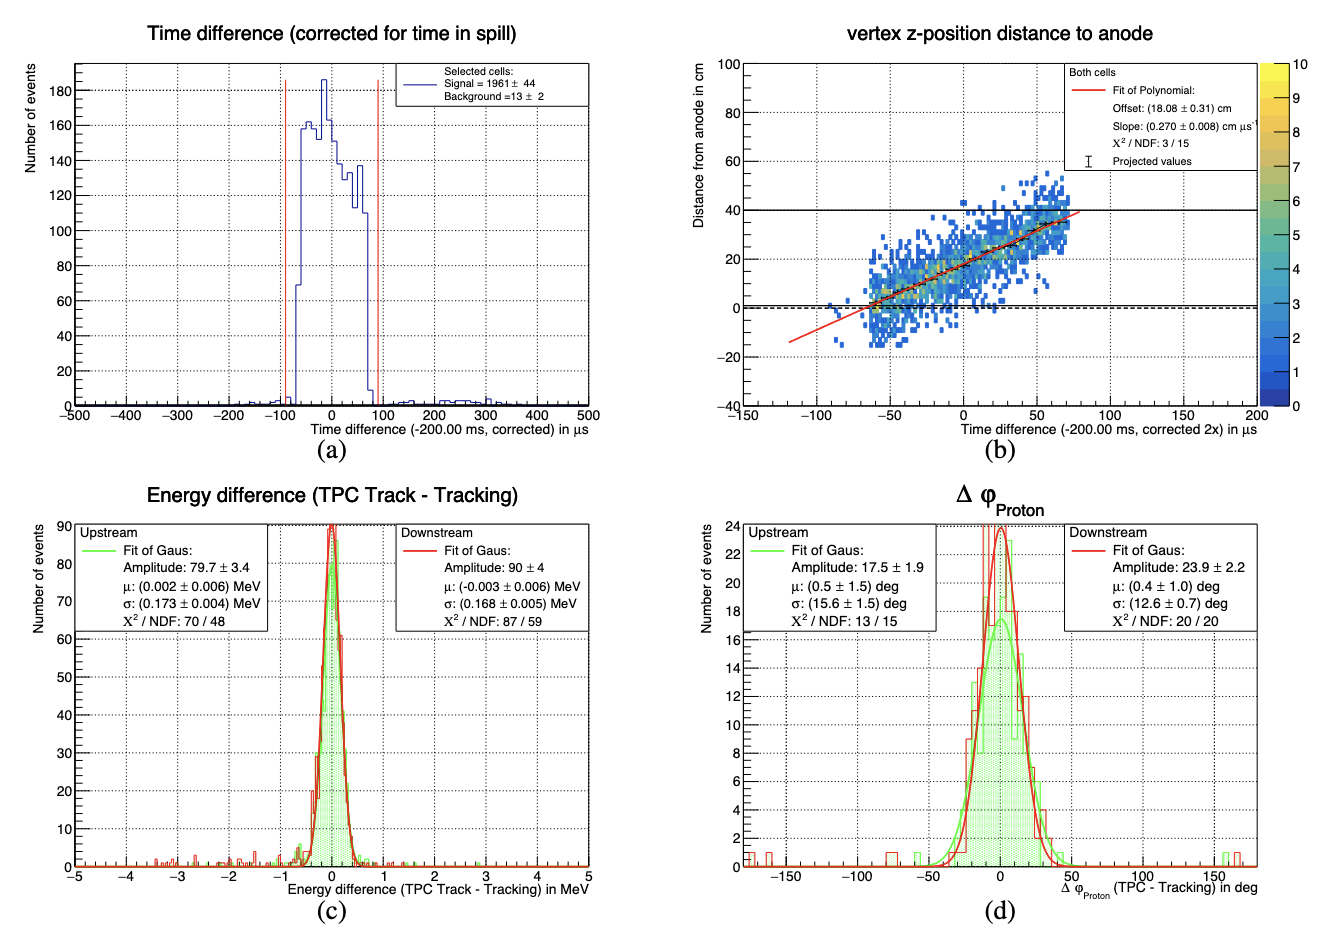 Time difference (corrected for time in spill)
Number of events
180
160
140
120
100
80
60
40
20
0
Selected cells:
Signal = 1961± 44
Background =13± 2
−500 −400 −300 −200 −100 0 100 200 300 400 500
Time difference (-200.00 ms, corrected) in μs
(a)
vertex z-position distance to anode
Distance from anode in cm
100
80
60
40
20
0
−20
−40
Both cells
Fit of Polynomial:
Offset: (18.08 ± 0.31) cm
Slope: (0.270 ± 0.008) cm μs⁻¹
Χ² / NDF: 3 / 15
Projected values
10
9
8
7
6
5
4
3
2
1
0
−150 −100 −50 0 50 100 150 200
Time difference (-200.00 ms, corrected 2x) in μs
(b)
Energy difference (TPC Track - Tracking)
Number of events
90
80
70
60
50
40
30
20
10
0
Upstream
Fit of Gaus:
Amplitude: 79.7 ± 3.4
μ: (0.002 ± 0.006) MeV
σ: (0.173 ± 0.004) MeV
Χ² / NDF: 70 / 48
Downstream
Fit of Gaus:
Amplitude: 90 ± 4
μ: (-0.003 ± 0.006) MeV
σ: (0.168 ± 0.005) MeV
Χ² / NDF: 87 / 59
−5 −4 −3 −2 −1 0 1 2 3 4 5
Energy difference (TPC Track - Tracking) in MeV
(c)
Δ φProton
Number of events
24
22
20
18
16
14
12
10
8
6
4
2
0
Upstream
Fit of Gaus:
Amplitude: 17.5 ± 1.9
μ: (0.5 ± 1.5) deg
σ: (15.6 ± 1.5) deg
Χ² / NDF: 13 / 15
Downstream
Fit of Gaus:
Amplitude: 23.9 ± 2.2
μ: (0.4 ± 1.0) deg
σ: (12.6 ± 0.7) deg
Χ² / NDF: 20 / 20
−150 −100 −50 0 50 100 150
Δ φProton (TPC - Tracking) in deg
(d)